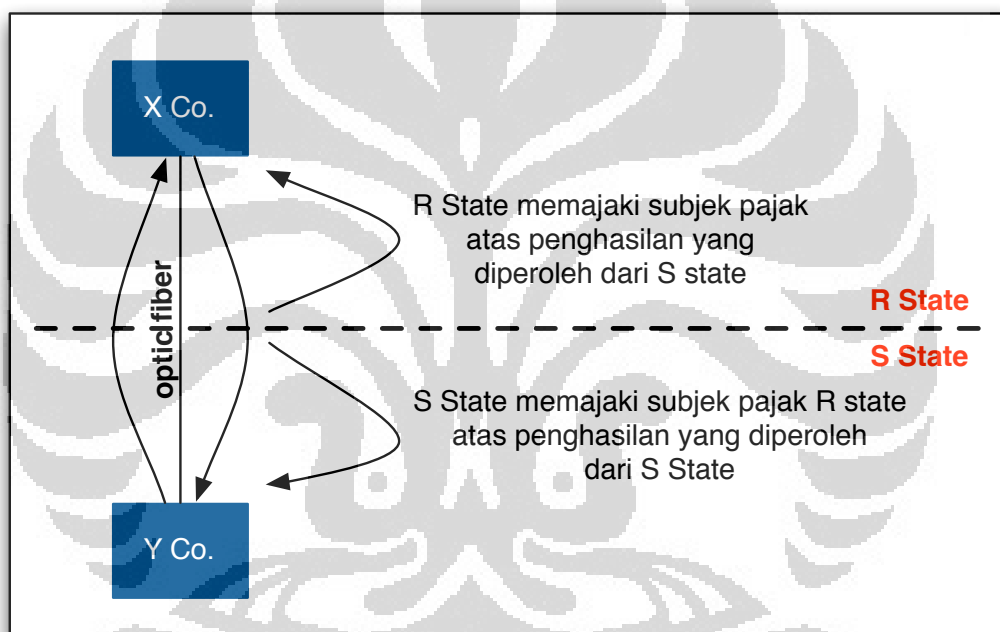 X Co.
R State memajaki subjek pajak
atas penghasilan yang
diperoleh dari S state
optic fiber
R State
S State
S State memajaki subjek pajak R state
atas penghasilan yang diperoleh
dari S State
Y Co.